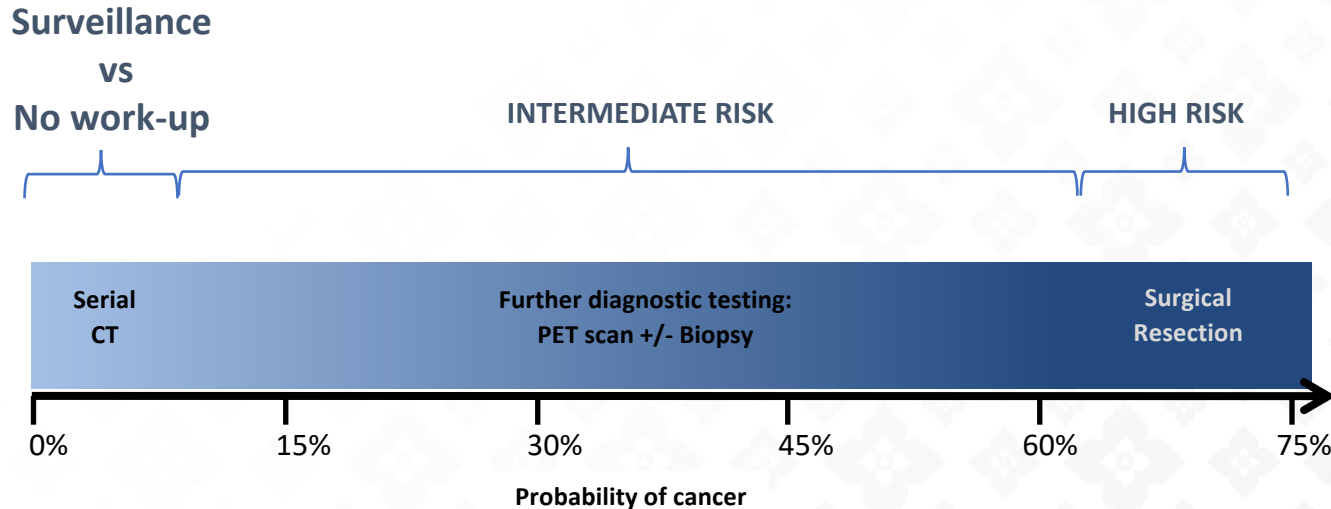 Surveillance
vs
No work-up
INTERMEDIATE RISK
HIGH RISK
Serial
CT
Further diagnostic testing:
PET scan +/- Biopsy
Surgical
Resection
0%
15%
30%
45%
60%
75%
Probability of cancer